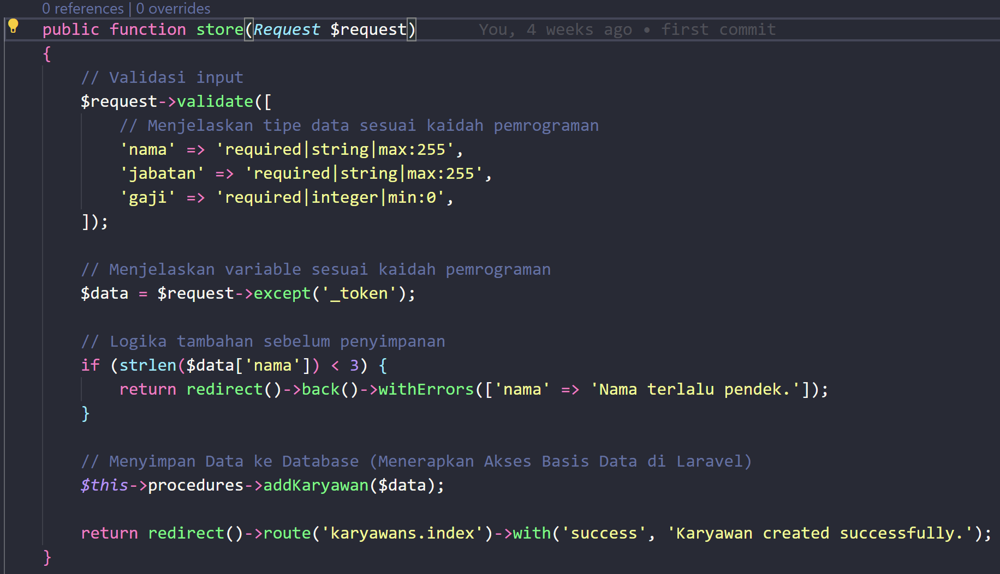 0 references | 0 overrides
public function store(Request $request) You, 4 weeks ago • first commit
{
// Validasi input
$request->validate([
// Menjelaskan tipe data sesuai kaidah pemrograman
'nama' => 'required|string|max:255',
'jabatan' => 'required|string|max:255',
'gaji' => 'required|integer|min:0',
]);
// Menjelaskan variable sesuai kaidah pemrograman
$data = $request->except('_token');
// Logika tambahan sebelum penyimpanan
if (strlen($data['nama']) < 3) {
return redirect()->back()->withErrors(['nama' => 'Nama terlalu pendek.']);
}
// Menyimpan Data ke Database (Menerapkan Akses Basis Data di Laravel)
$this->procedures->addKaryawan($data);
return redirect()->route('karyawans.index')->with('success', 'Karyawan created successfully.');
}